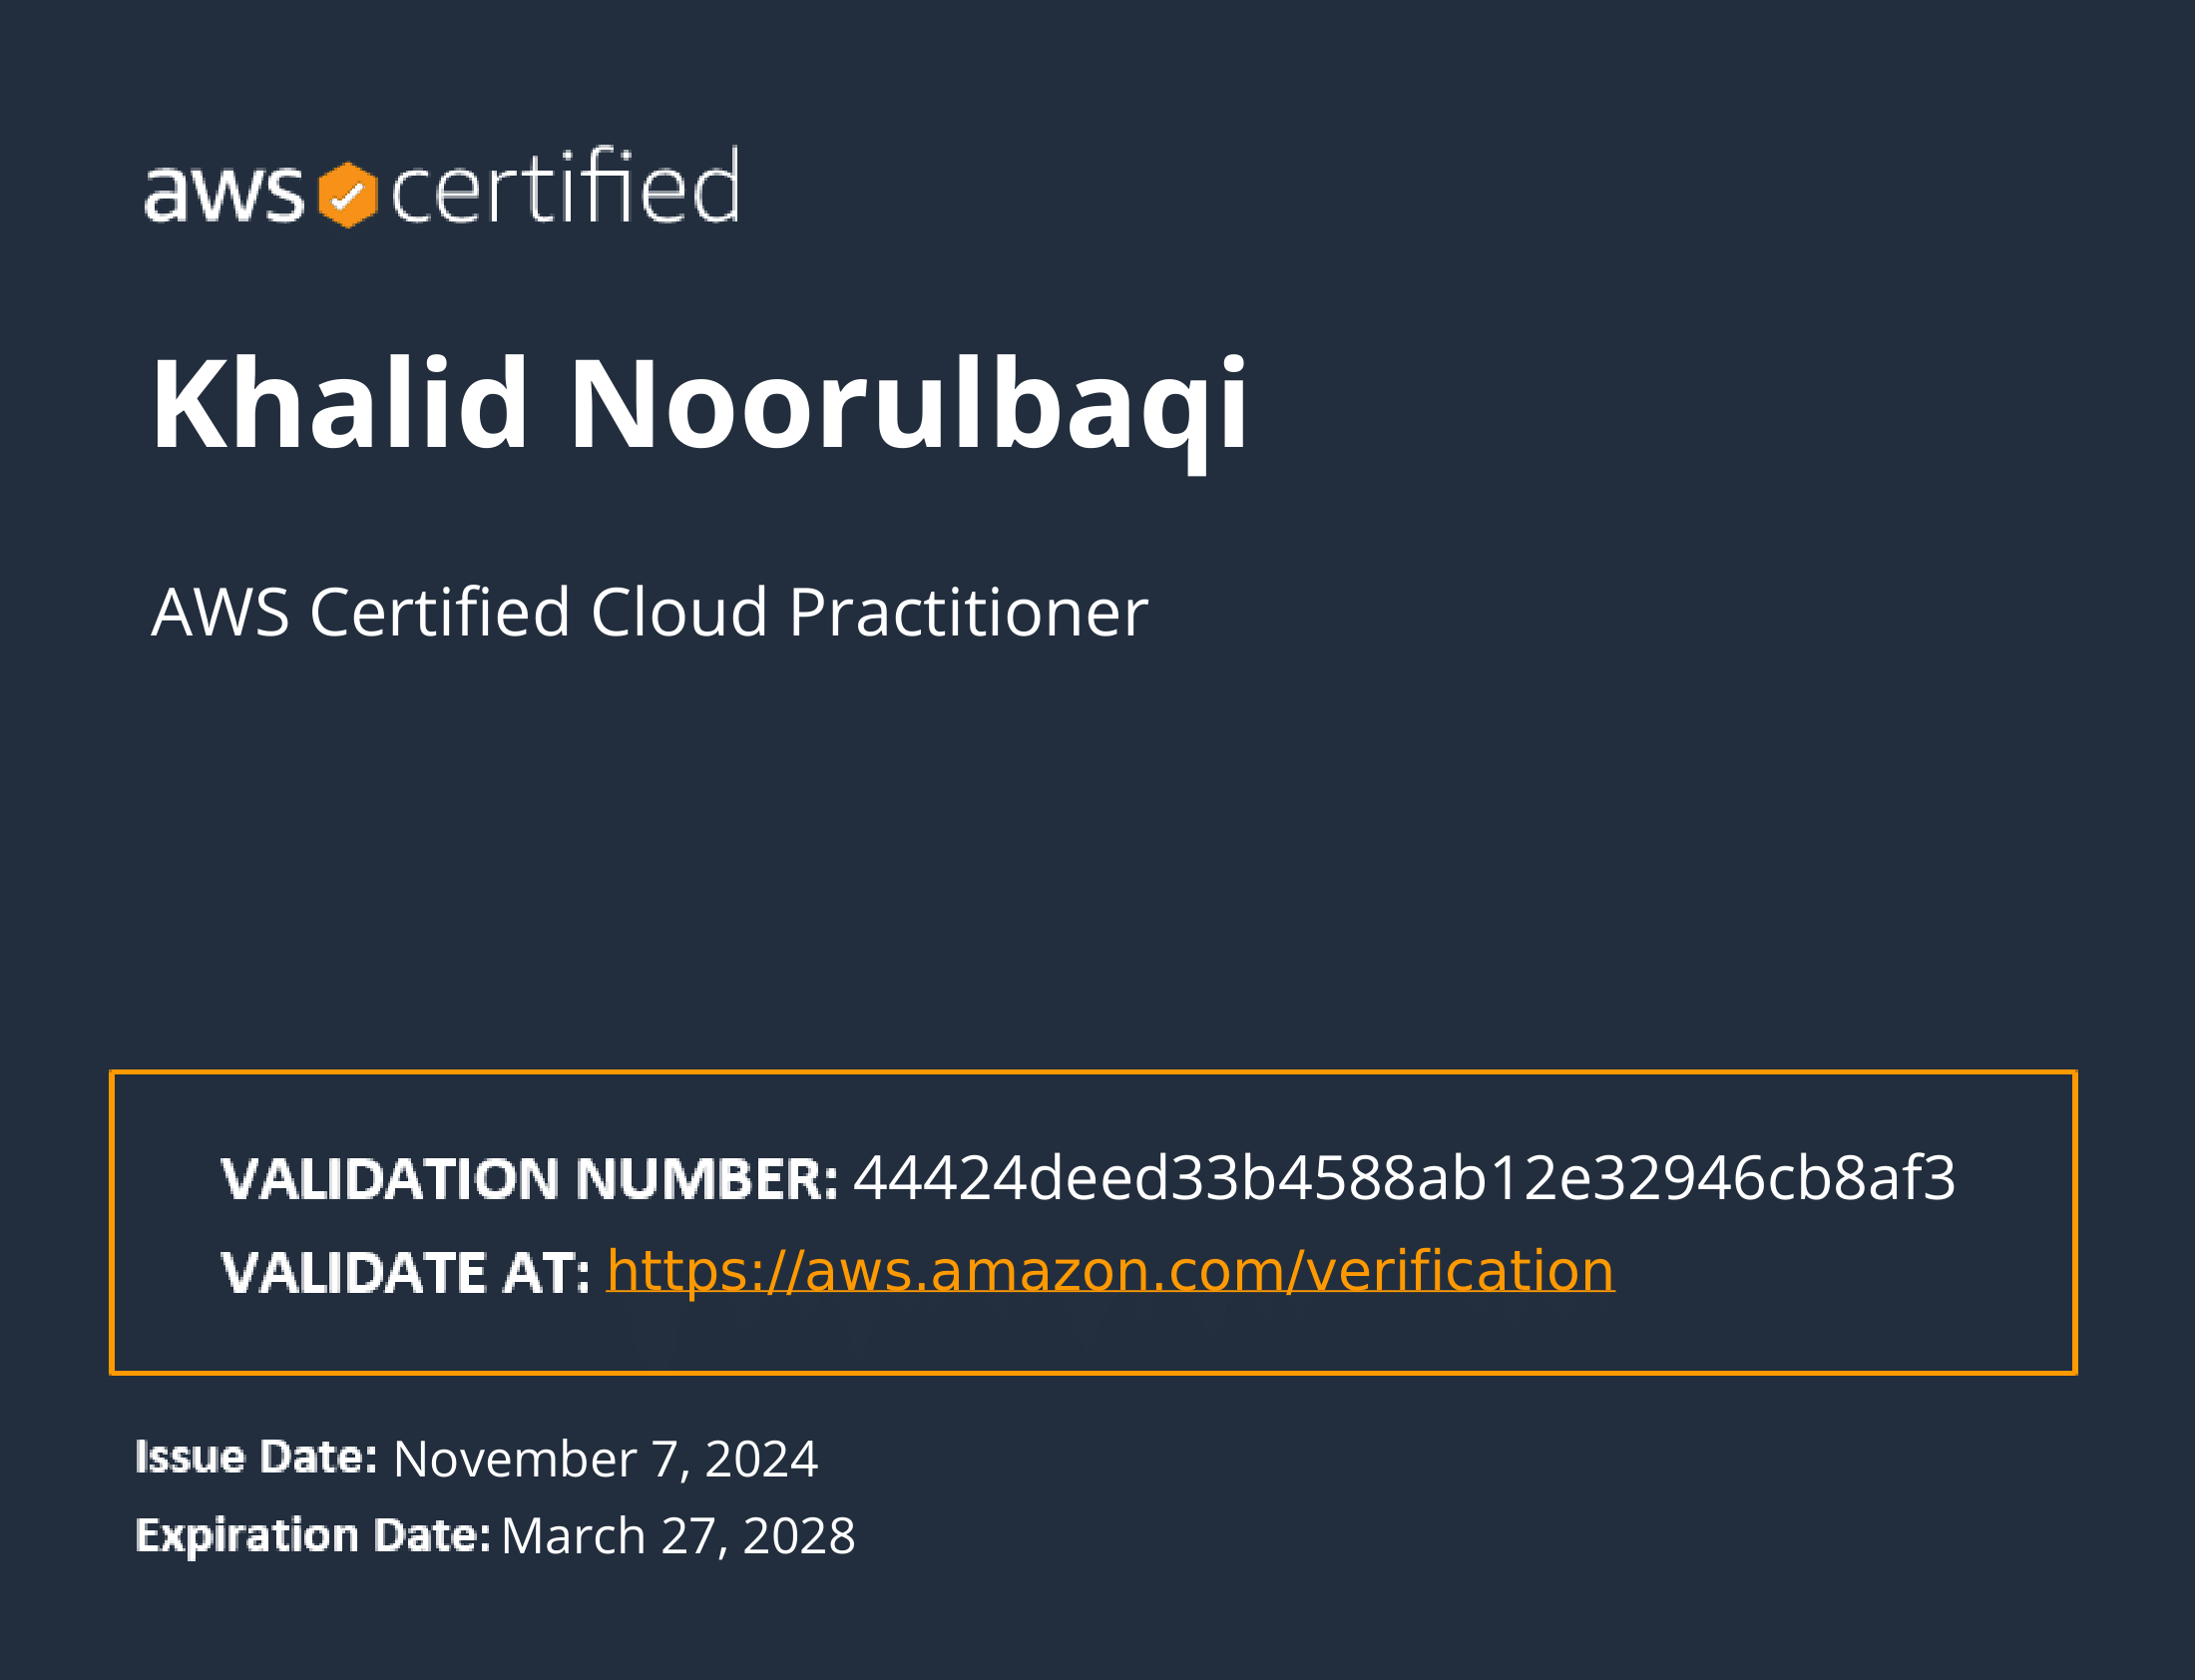 aws certified
Khalid Noorulbaqi
AWS Certified Cloud Practitioner
VALIDATION NUMBER: 44424deed33b4588ab12e32946cb8af3
VALIDATE AT: https://aws.amazon.com/verification
Issue Date: November 7, 2024
Expiration Date: March 27, 2028